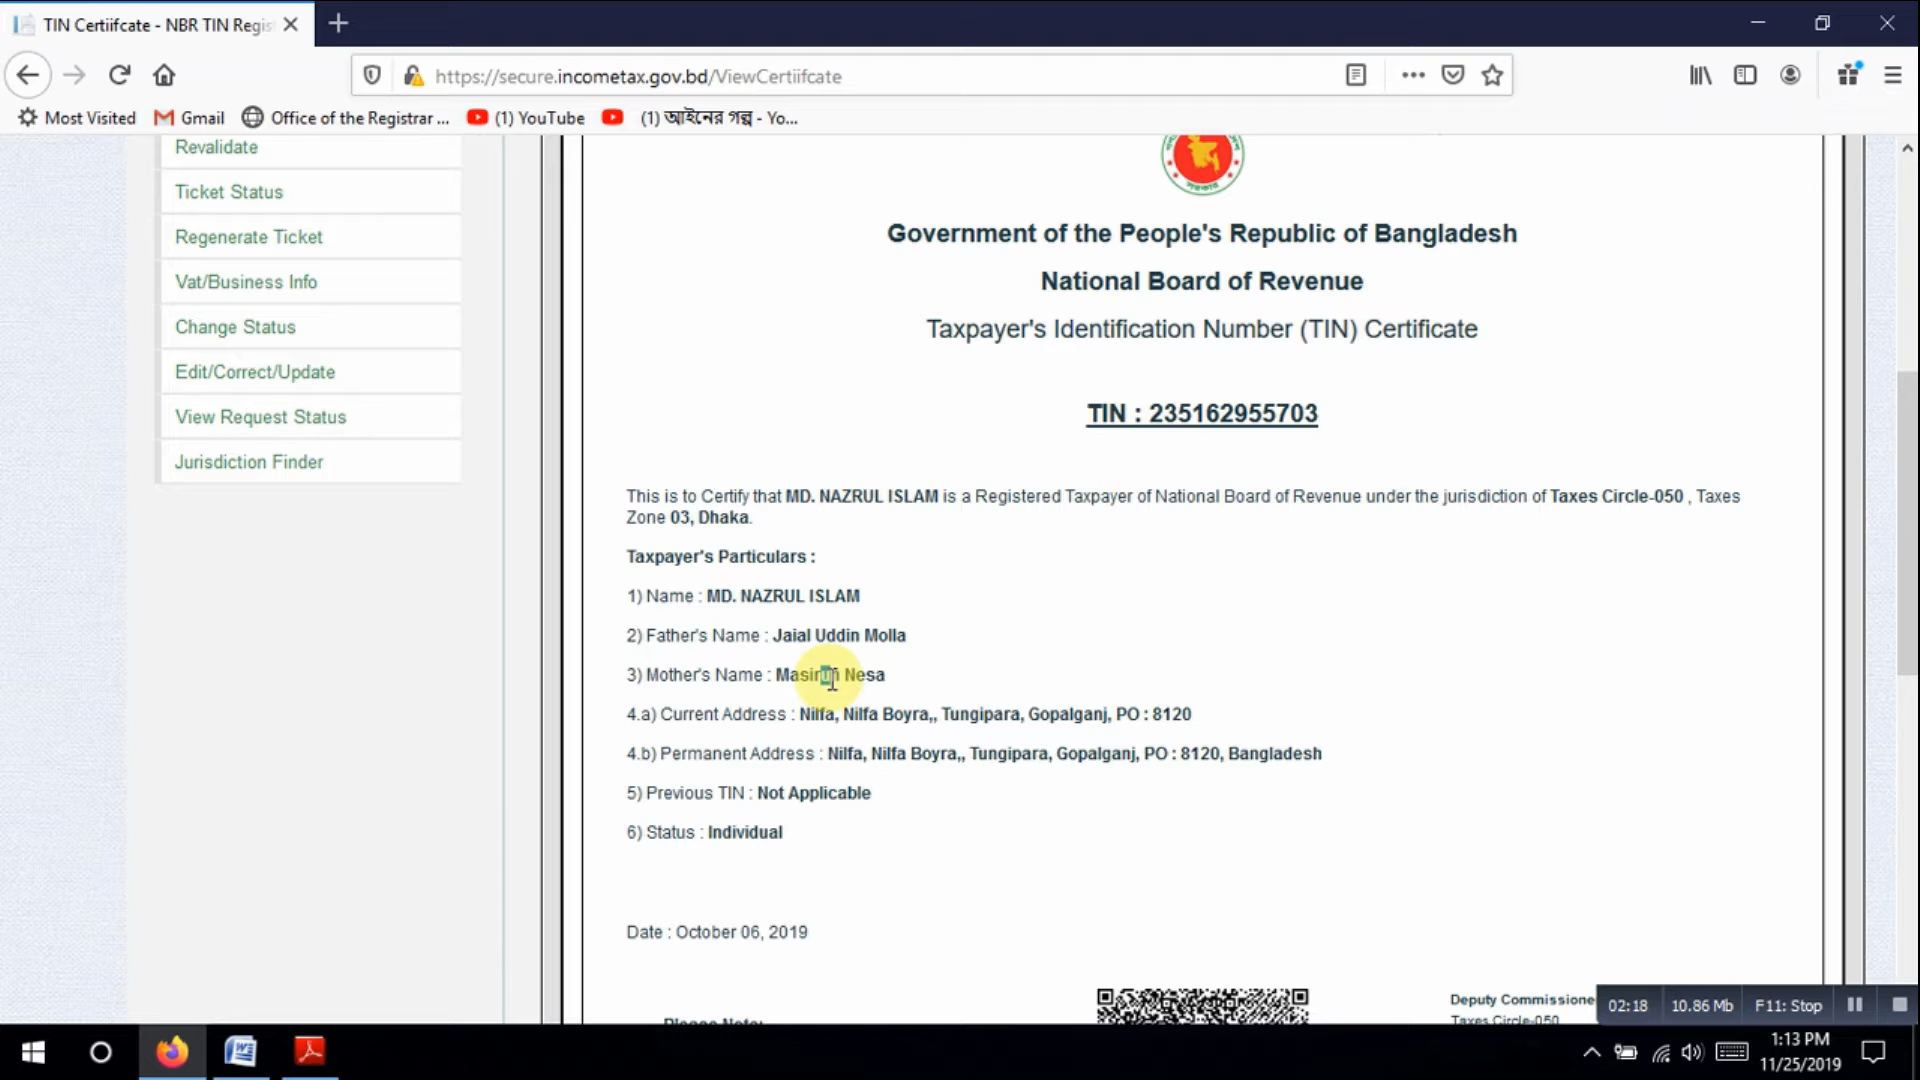 TIN Certiifcate - NBR TIN Regis
https://secure.incometax.gov.bd/ViewCertiifcate
Most Visited
Gmail
Office of the Registrar ...
(1) YouTube
(1) আইনের গল্প - Yo...
Revalidate
Ticket Status
Regenerate Ticket
Vat/Business Info
Change Status
Edit/Correct/Update
View Request Status
Jurisdiction Finder
Government of the People's Republic of Bangladesh
National Board of Revenue
Taxpayer's Identification Number (TIN) Certificate
TIN : 235162955703
This is to Certify that MD. NAZRUL ISLAM is a Registered Taxpayer of National Board of Revenue under the jurisdiction of Taxes Circle-050 , Taxes
Zone 03, Dhaka.
Taxpayer's Particulars :
1) Name : MD. NAZRUL ISLAM
2) Father's Name : Jaial Uddin Molla
3) Mother's Name : Nesa
4.a) Current Address : Nilfa, Nilfa Boyra,, Tungipara, Gopalganj, PO : 8120
4.b) Permanent Address : Nilfa, Nilfa Boyra,, Tungipara, Gopalganj, PO : 8120, Bangladesh
5) Previous TIN : Not Applicable
6) Status : Individual
Date : October 06, 2019
Please Note:
Deputy Commissione
Taxes Circle-050
02:18
10.86 Mb
F11: Stop
1:13 PM
11/25/2019